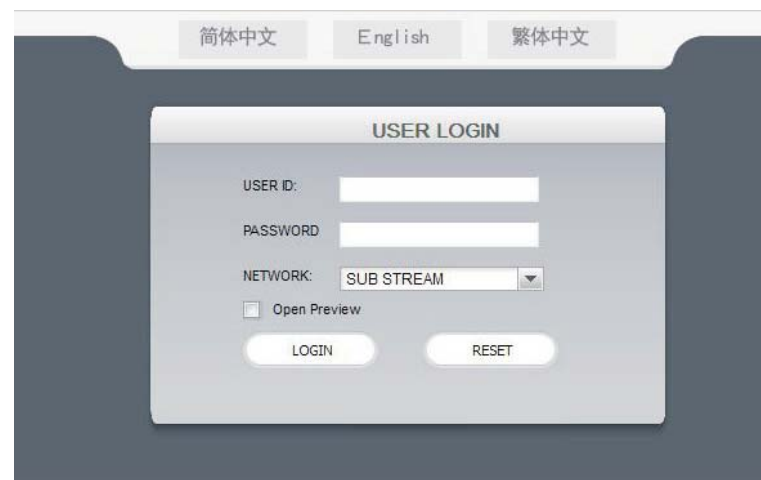 简体中文 English 繁体中文
USER LOGIN
USER ID:
PASSWORD
NETWORK: SUB STREAM
Open Preview
LOGIN RESET